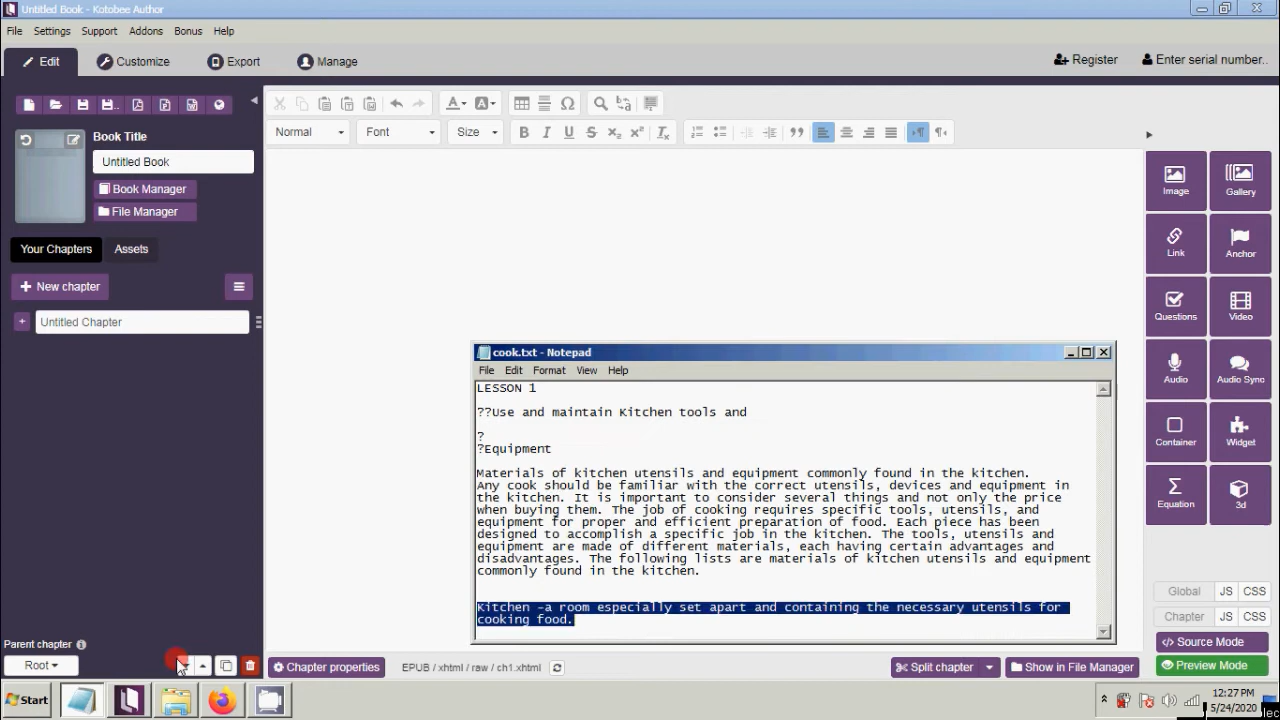 Untitled Book - Kotobee Author
File Settings Support Addons Bonus Help
Edit Customize Export Manage
Register Enter serial number..
Book Title
Untitled Book
Book Manager
File Manager
Your Chapters Assets
New chapter
Untitled Chapter
Parent chapter
Root
Normal Font Size
Image Gallery
Link Anchor
Questions Video
Audio Audio Sync
Container Widget
Equation 3d
Global JS CSS
Chapter JS CSS
Source Mode
Preview Mode
cook.txt - Notepad
File Edit Format View Help
LESSON 1
??Use and maintain Kitchen tools and
?
?Equipment
Materials of kitchen utensils and equipment commonly found in the kitchen.
Any cook should be familiar with the correct utensils, devices and equipment in
the kitchen. It is important to consider several things and not only the price
when buying them. The job of cooking requires specific tools, utensils, and
equipment for proper and efficient preparation of food. Each piece has been
designed to accomplish a specific job in the kitchen. The tools, utensils and
equipment are made of different materials, each having certain advantages and
disadvantages. The following lists are materials of kitchen utensils and equipment
commonly found in the kitchen.
Kitchen -a room especially set apart and containing the necessary utensils for
cooking food.
Chapter properties EPUB / xhtml / raw / ch1.xhtml Split chapter Show in File Manager
Start
12:27 PM
5/24/2020